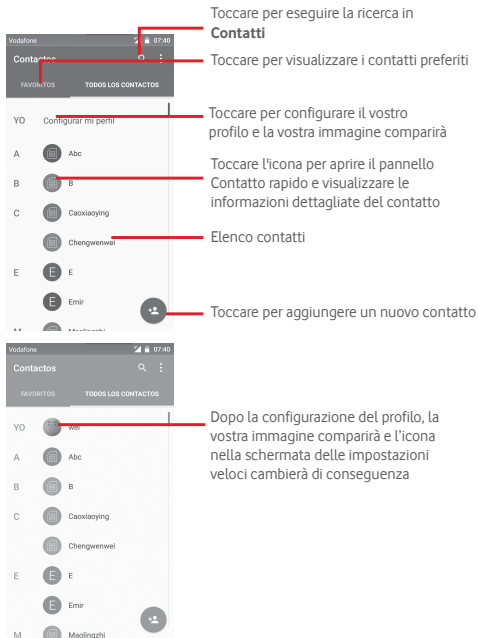 Toccare per eseguire la ricerca in
Contatti
Toccare per visualizzare i contatti preferiti
Toccare per configurare il vostro
profilo e la vostra immagine comparirà
Toccare l'icona per aprire il pannello
Contatto rapido e visualizzare le
informazioni dettagliate del contatto
Elenco contatti
Toccare per aggiungere un nuovo contatto
Vodafone 07:40
Contactos
FAVORITOS TODOS LOS CONTACTOS
YO Configurar mi perfil
A Abc
B B
C Caoxiaoying
Chengwenwei
E E E
E Emir
M Maolingzhi
Vodafone 07:40
Contactos
FAVORITOS TODOS LOS CONTACTOS
YO wei
A Abc
B B
C Caoxiaoying
Chengwenwei
E E E
E Emir
M Maolingzhi
Dopo la configurazione del profilo, la
vostra immagine comparirà e l'icona
nella schermata delle impostazioni
veloci cambierà di conseguenza